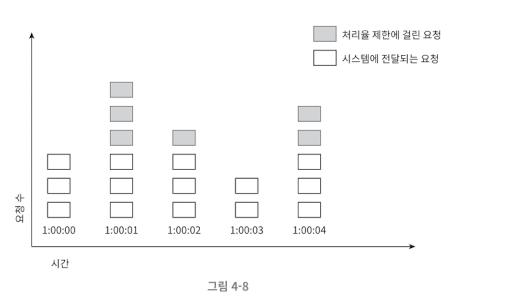 처리율 제한에 걸린 요청
시스템에 전달되는 요청
요청 수
1:00:00 1:00:01 1:00:02 1:00:03 1:00:04
시간
그림 4-8